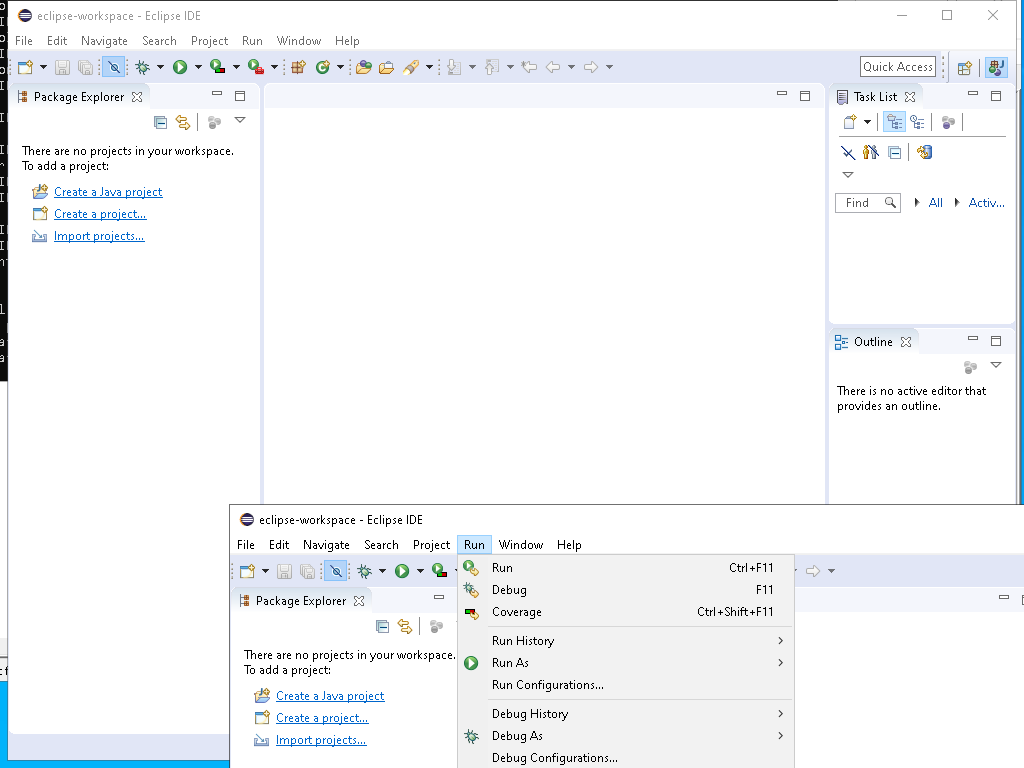 eclipse-workspace - Eclipse IDE
File Edit Navigate Search Project Run Window Help
Quick Access
Package Explorer
There are no projects in your workspace.
To add a project:
Create a Java project
Create a project...
Import projects...
Task List
Find All Activ...
Outline
There is no active editor that
provides an outline.
eclipse-workspace - Eclipse IDE
File Edit Navigate Search Project Run Window Help
Package Explorer
There are no projects in your workspace.
To add a project:
Create a Java project
Create a project...
Import projects...
Run Ctrl+F11
Debug F11
Coverage Ctrl+Shift+F11
Run History
Run As
Run Configurations...
Debug History
Debug As
Debug Configurations...